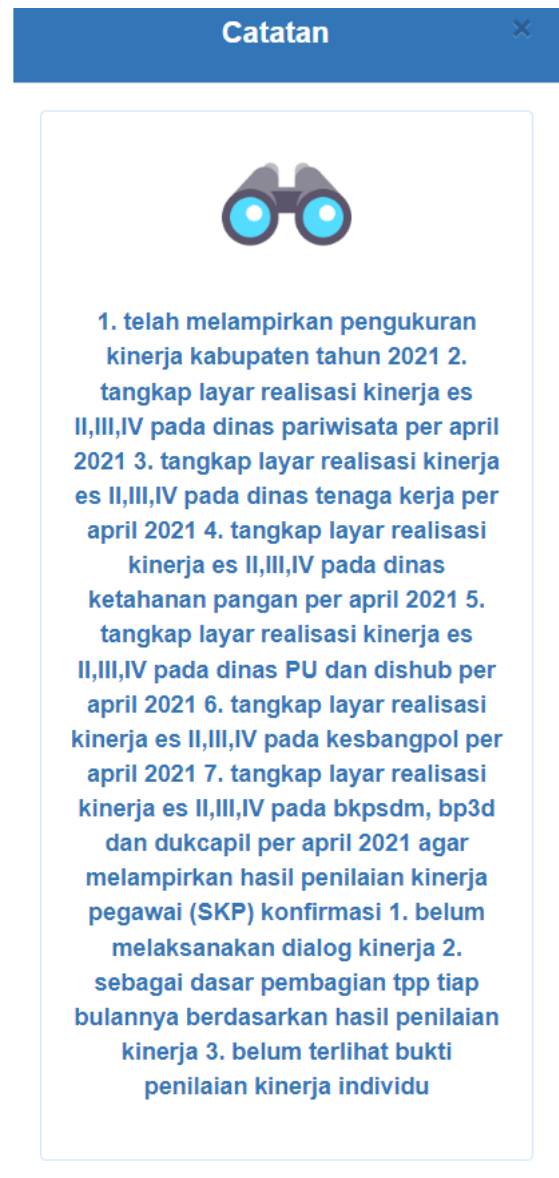 Catatan
×
1. telah melampirkan pengukuran
kinerja kabupaten tahun 2021 2.
tangkap layar realisasi kinerja es
II,III,IV pada dinas pariwisata per april
2021 3. tangkap layar realisasi kinerja
es II,III,IV pada dinas tenaga kerja per
april 2021 4. tangkap layar realisasi
kinerja es II,III,IV pada dinas
ketahanan pangan per april 2021 5.
tangkap layar realisasi kinerja es
II,III,IV pada dinas PU dan dishub per
april 2021 6. tangkap layar realisasi
kinerja es II,III,IV pada kesbangpol per
april 2021 7. tangkap layar realisasi
kinerja es II,III,IV pada bkpsdm, bp3d
dan dukcapil per april 2021 agar
melampirkan hasil penilaian kinerja
pegawai (SKP) konfirmasi 1. belum
melaksanakan dialog kinerja 2.
sebagai dasar pembagian tpp tiap
bulannya berdasarkan hasil penilaian
kinerja 3. belum terlihat bukti
penilaian kinerja individu